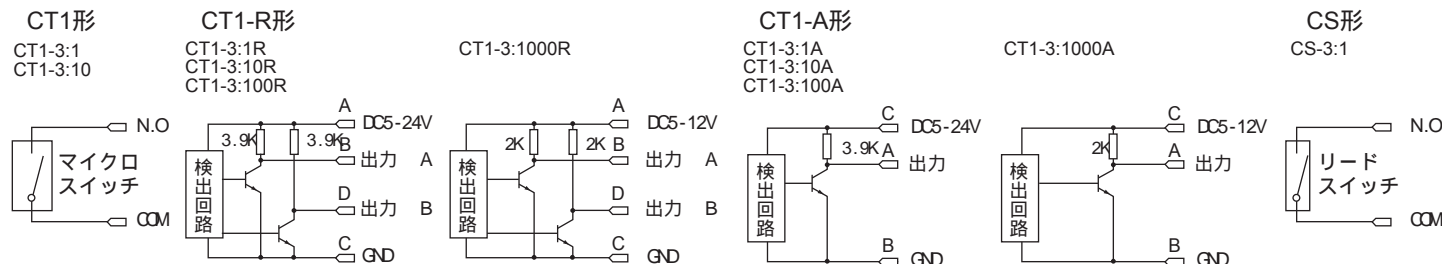 CT1形
CT1-3:1
CT1-3:10
N.O
マイクロ
スイッチ
COM
CT1-R形
CT1-3:1R
CT1-3:10R
CT1-3:100R
A
DC5-24V
3.9K
3.9K
B
出力 A
検出回路
D
出力 B
C
GND
CT1-3:1000R
A
DC5-12V
2K
2K
B
出力 A
検出回路
D
出力 B
C
GND
CT1-A形
CT1-3:1A
CT1-3:10A
CT1-3:100A
C
DC5-24V
3.9K
A
出力
検出回路
B
GND
CT1-3:1000A
C
DC5-12V
2K
A
出力
検出回路
B
GND
CS形
CS-3:1
N.O
リード
スイッチ
COM